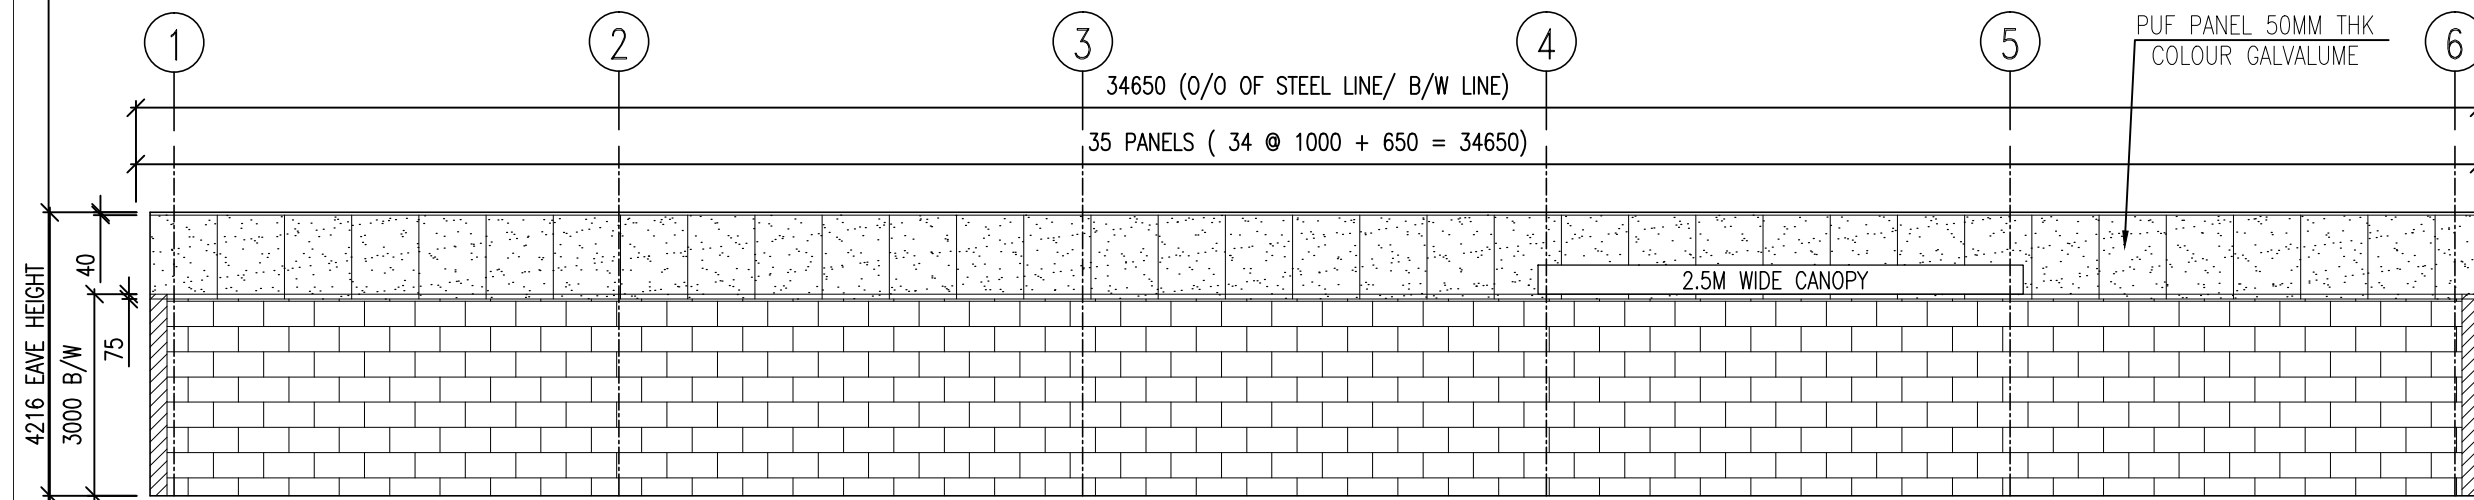 1
2
3
4
5
6
PUF PANEL 50MM THK
COLOUR GALVALUME
34650 (O/O OF STEEL LINE/ B/W LINE)
35 PANELS ( 34 @ 1000 + 650 = 34650)
40
2.5M WIDE CANOPY
4216 EAVE HEIGHT
3000 B/W
75